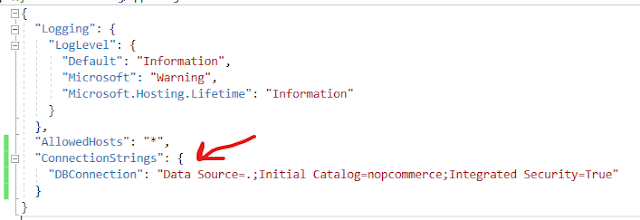 {
"Logging": {
"LogLevel": {
"Default": "Information",
"Microsoft": "Warning",
"Microsoft.Hosting.Lifetime": "Information"
}
},
"AllowedHosts": "*",
"ConnectionStrings": {
"DBConnection": "Data Source=.;Initial Catalog=nopcommerce;Integrated Security=True"
}
}